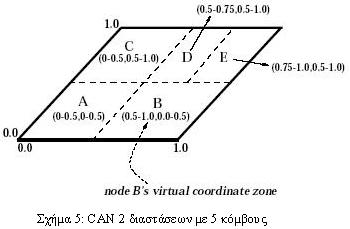 (0.5-0.75,0.5-1.0)
1.0
C
(0-0.5,0.5-1.0)
D
E
(0.75-1.0,0.5-1.0)
A
(0-0.5,0-0.5)
B
(0.5-1.0,0.0-0.5)
0.0
0.0
1.0
node B's virtual coordinate zone
Σχήμα 5: CAN 2 διαστάσεων με 5 κόμβους